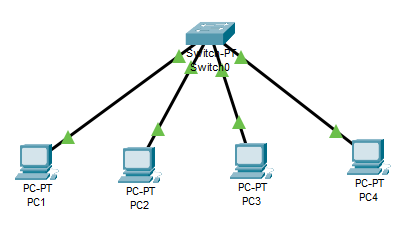 Switch-PT
Switch0
PC-PT
PC1
PC-PT
PC2
PC-PT
PC3
PC-PT
PC4